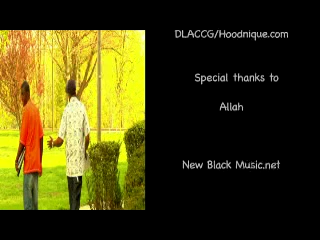 DLACCG/Hoodnique.com
Special thanks to
Allah
New Black Music.net